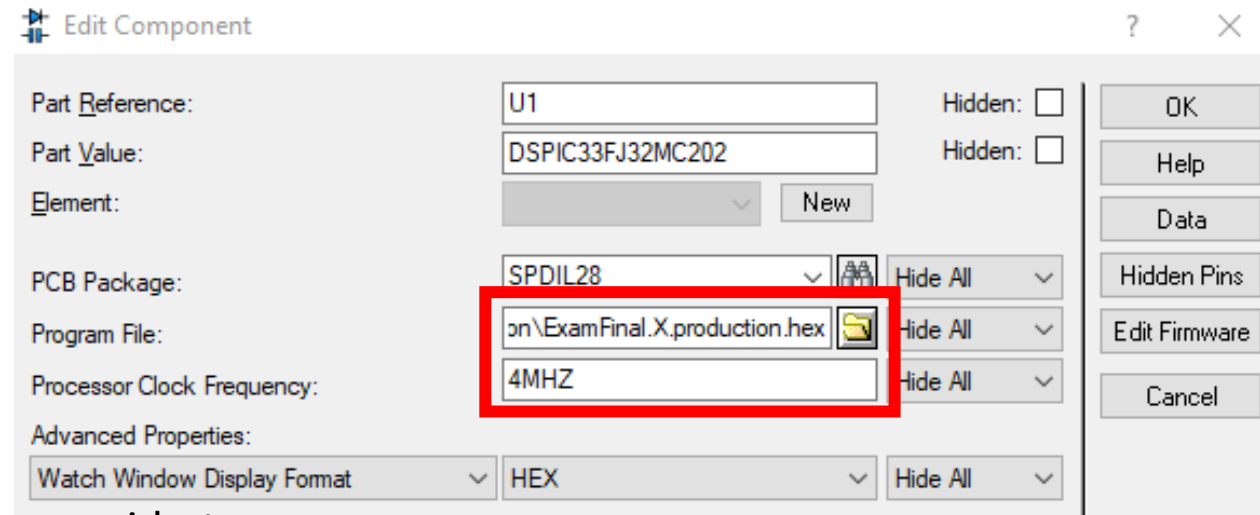 Edit Component ?
Part Reference: U1 Hidden: OK
Part Value: DSPIC33FJ32MC202 Hidden: Help
Element: New Data
PCB Package: SPDIL28 Hide All Hidden Pins
Program File: on\ExamFinal.X.production.hex Hide All Edit Firmware
Processor Clock Frequency: 4MHZ Hide All Cancel
Advanced Properties:
Watch Window Display Format HEX Hide All